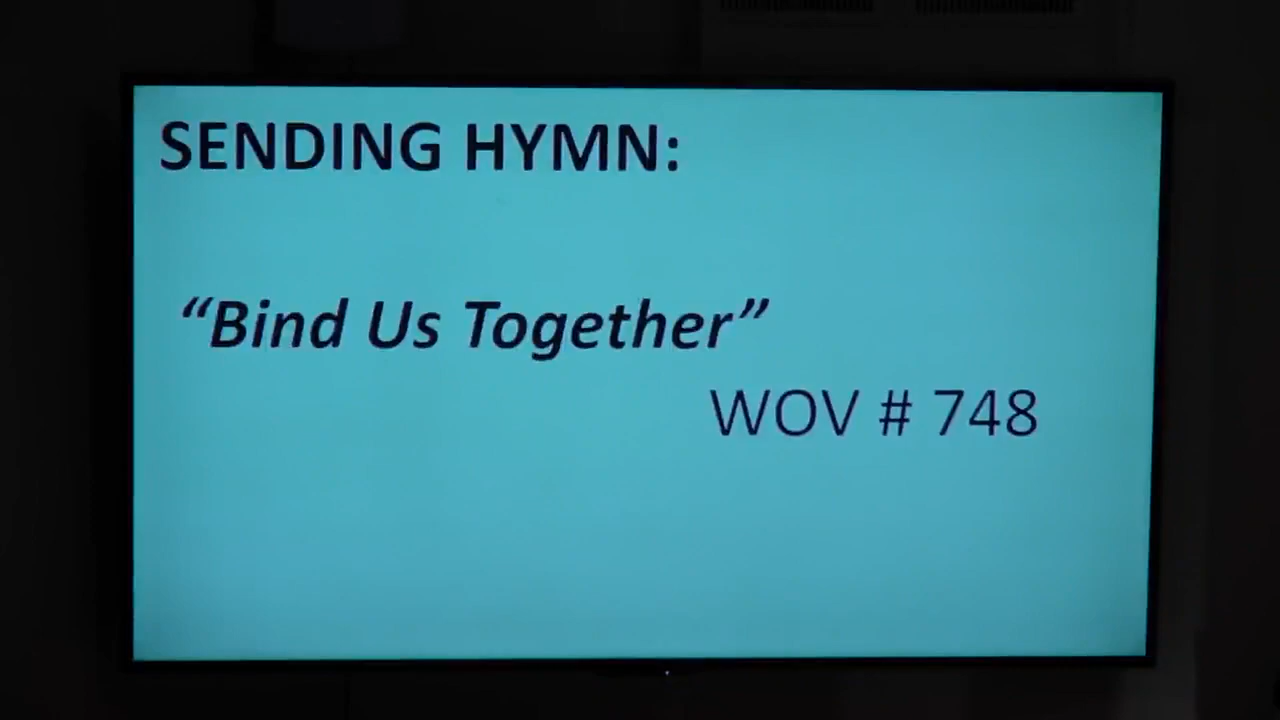 SENDING HYMN:
“Bind Us Together”
WOV # 748